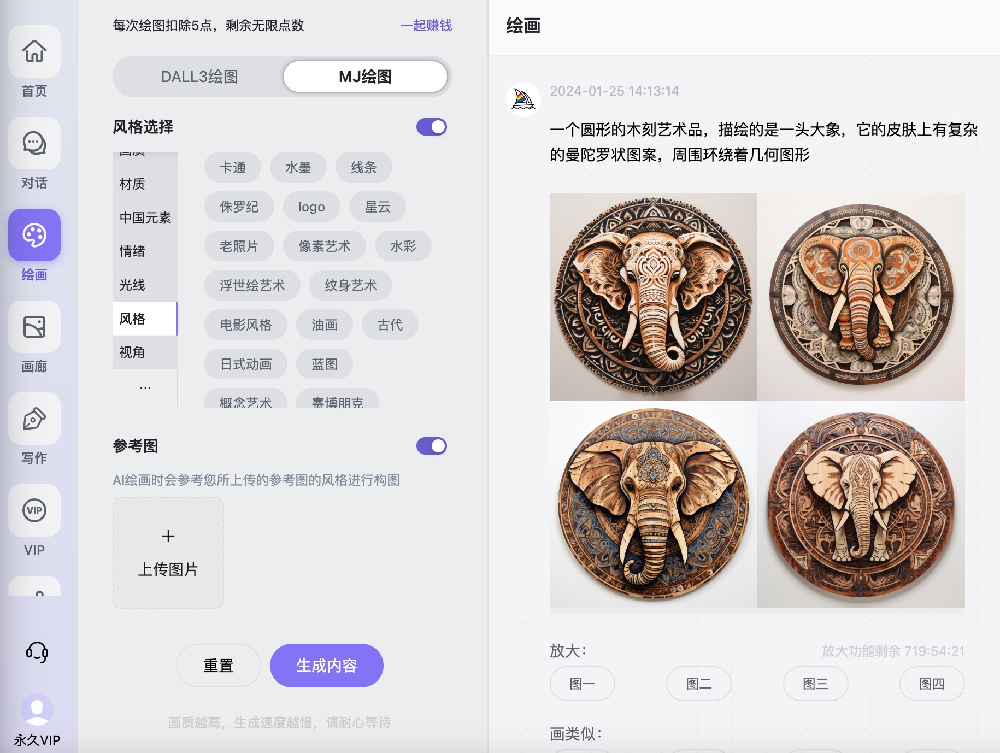 首页
对话
绘画
画廊
写作
VIP
VIP
永久VIP
每次绘图扣除5点，剩余无限点数
一起赚钱
DALL3绘图
MJ绘图
风格选择
画质
材质
中国元素
情绪
光线
风格
视角
...
卡通 水墨 线条
侏罗纪 logo 星云
老照片 像素艺术 水彩
浮世绘艺术 纹身艺术
电影风格 油画 古代
日式动画 蓝图
概念艺术 赛博朋克
参考图
AI绘画时会参考您所上传的参考图的风格进行构图
上传图片
重置
生成内容
画质越高，生成速度越慢，请耐心等待
绘画
2024-01-25 14:13:14
一个圆形的木刻艺术品，描绘的是一头大象，它的皮肤上有复杂
的曼陀罗状图案，周围环绕着几何图形
放大：
放大功能剩余 719:54:21
图一 图二 图三 图四
画类似：